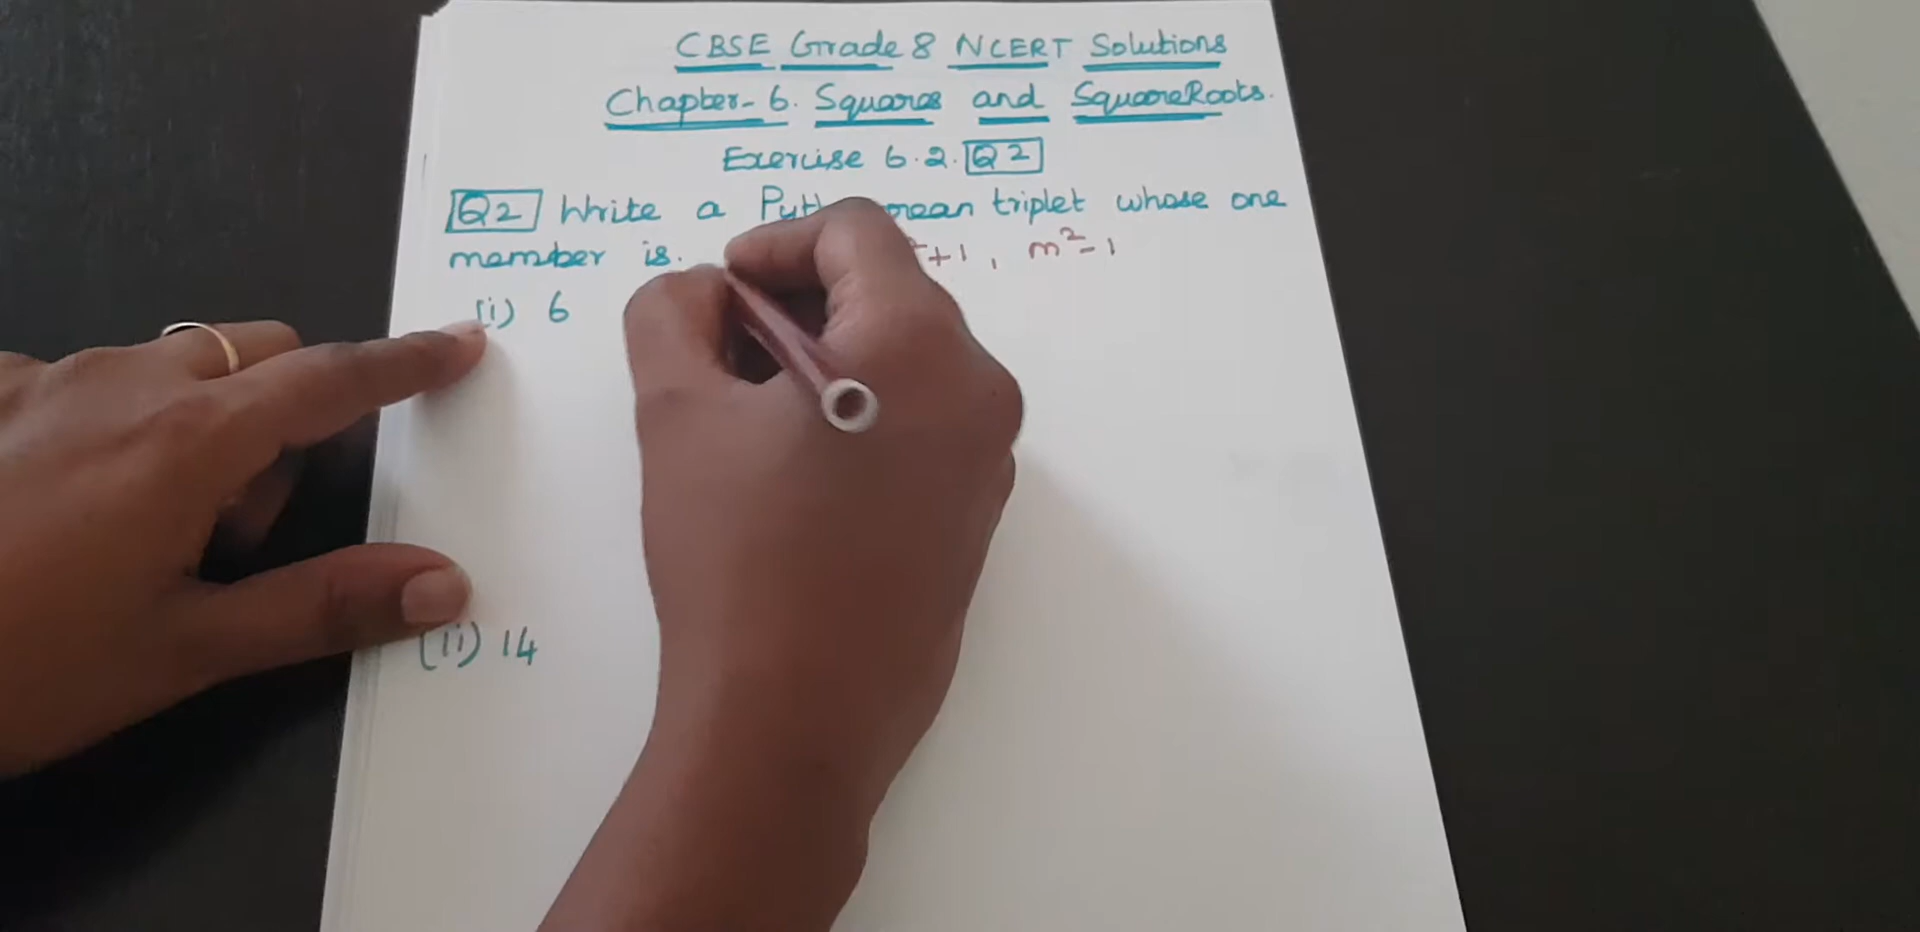 CBSE Grade 8 NCERT Solutions
Chapter-6. Squares and SquareRoots.
Exercise 6.2. Q2
Q2 Write a triplet whose one
member is. +1, m²-1
(i) 6
(ii) 14